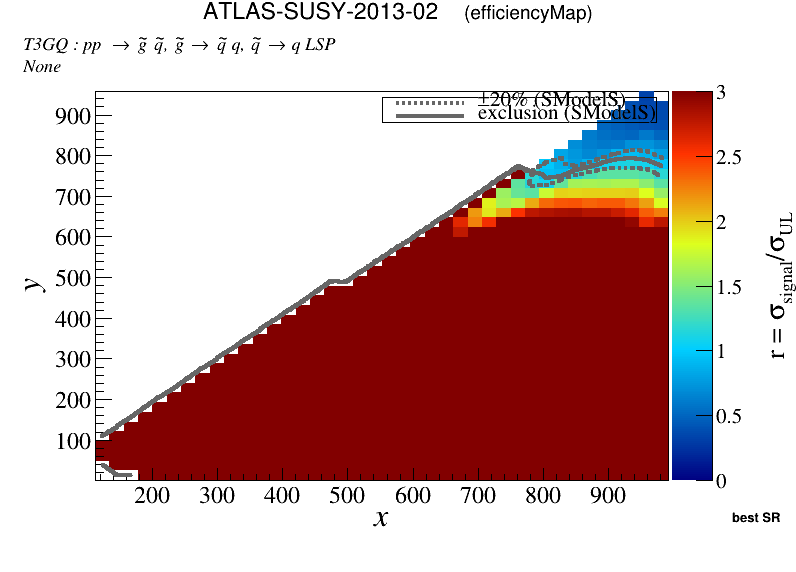 ATLAS-SUSY-2013-02 (efficiencyMap)
T3GQ : pp → g̃ q̃, g̃ → q̃ q, q̃ → q LSP
None
±20% (SModelS)
exclusion (SModelS)
900
800
700
600
500
400
300
200
100
y
200 300 400 500 600 700 800 900
x
3
2.5
2
1.5
1
0.5
0
r = σsignal/σUL
best SR